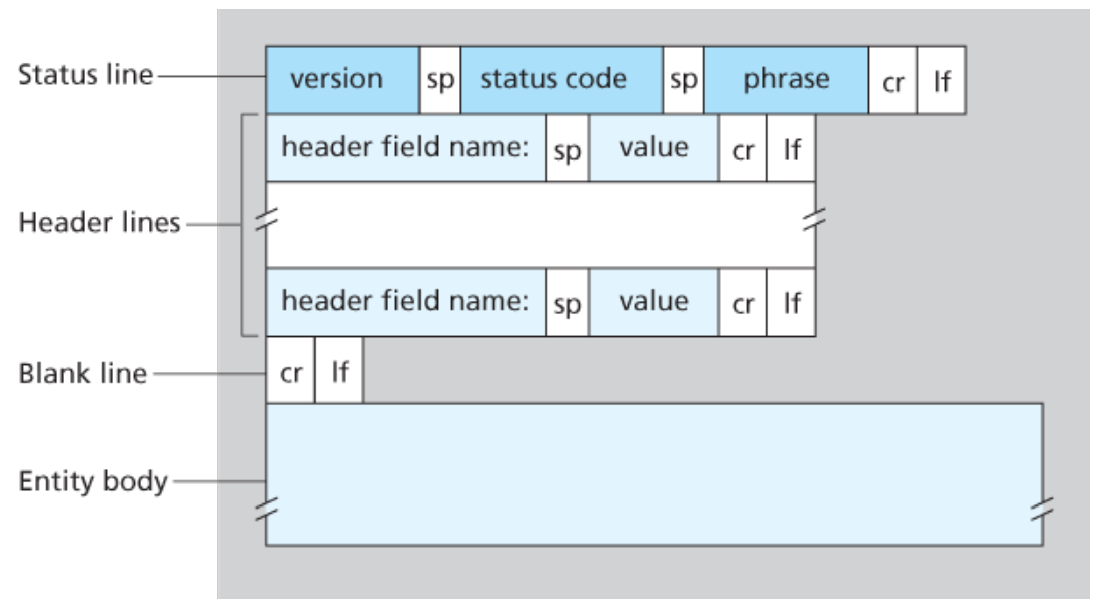 Status line
version sp status code sp phrase cr lf
header field name: sp value cr lf
Header lines
header field name: sp value cr lf
Blank line
cr lf
Entity body